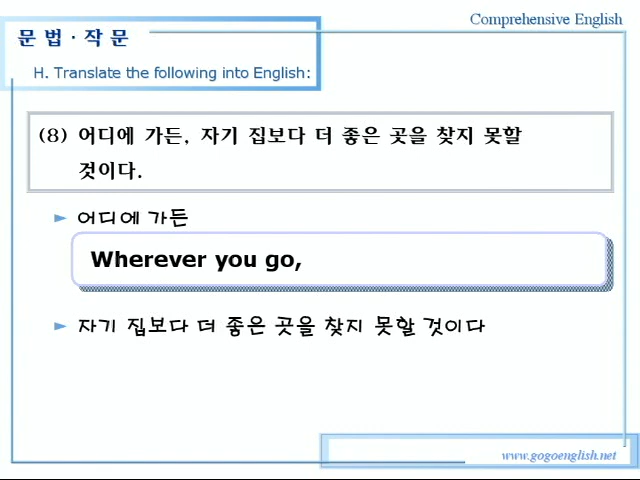 Comprehensive English
문 법 · 작 문
H. Translate the following into English:
(8) 어디에 가든, 자기 집보다 더 좋은 곳을 찾지 못할
것이다.
► 어디에 가든
Wherever you go,
► 자기 집보다 더 좋은 곳을 찾지 못할 것이다
www.gogoenglish.net